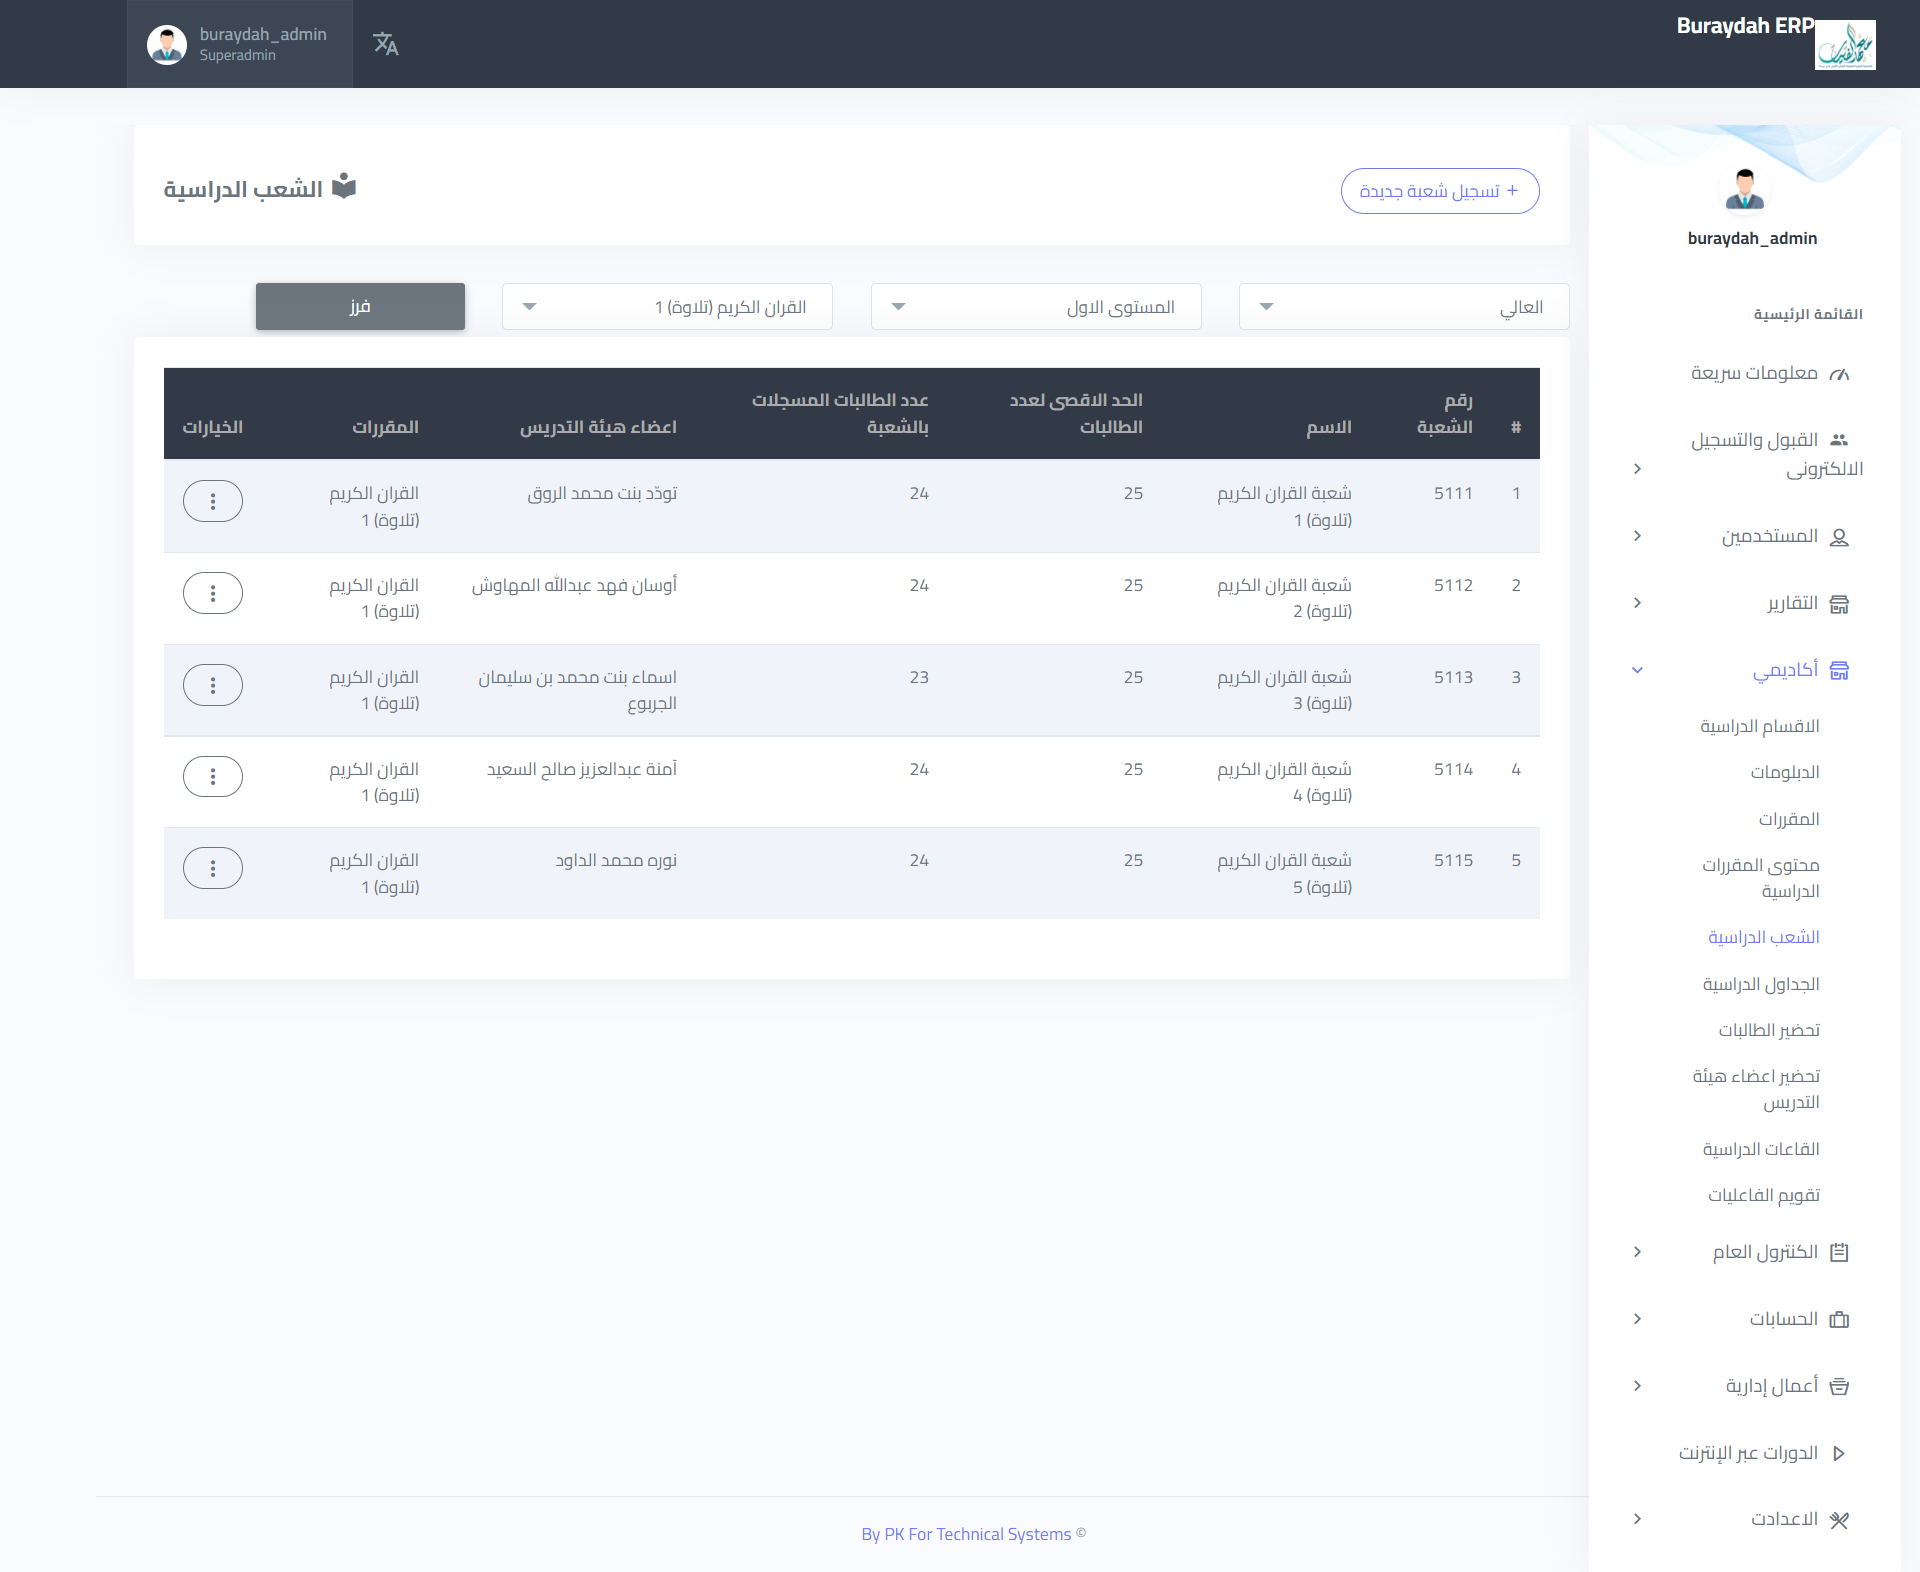 Buraydah ERP
buraydah_admin
Superadmin
الشعب الدراسية
+ تسجيل شعبة جديدة
العالي
المستوى الاول
القران الكريم (تلاوة) 1
فرز
# رقم الشعبة الاسم الحد الاقصى لعدد الطالبات عدد الطالبات المسجلات بالشعبة اعضاء هيئة التدريس المقررات الخيارات
1 5111 شعبة القران الكريم (تلاوة) 1 25 24 تودّد بنت محمد الروق القران الكريم (تلاوة) 1
2 5112 شعبة القران الكريم (تلاوة) 2 25 24 أوسان فهد عبدالله المهاوش القران الكريم (تلاوة) 1
3 5113 شعبة القران الكريم (تلاوة) 3 25 23 اسماء بنت محمد بن سليمان الجربوع القران الكريم (تلاوة) 1
4 5114 شعبة القران الكريم (تلاوة) 4 25 24 آمنة عبدالعزيز صالح السعيد القران الكريم (تلاوة) 1
5 5115 شعبة القران الكريم (تلاوة) 5 25 24 نوره محمد الداود القران الكريم (تلاوة) 1
buraydah_admin
القائمة الرئيسية
معلومات سريعة
القبول والتسجيل
الالكترونى
المستخدمين
التقارير
أكاديمي
الاقسام الدراسية
الدبلومات
المقررات
محتوى المقررات
الدراسية
الشعب الدراسية
الجداول الدراسية
تحضير الطالبات
تحضير اعضاء هيئة
التدريس
القاعات الدراسية
تقويم الفاعليات
الكنترول العام
الحسابات
أعمال إدارية
الدورات عبر الإنترنت
الاعدادت
By PK For Technical Systems ©